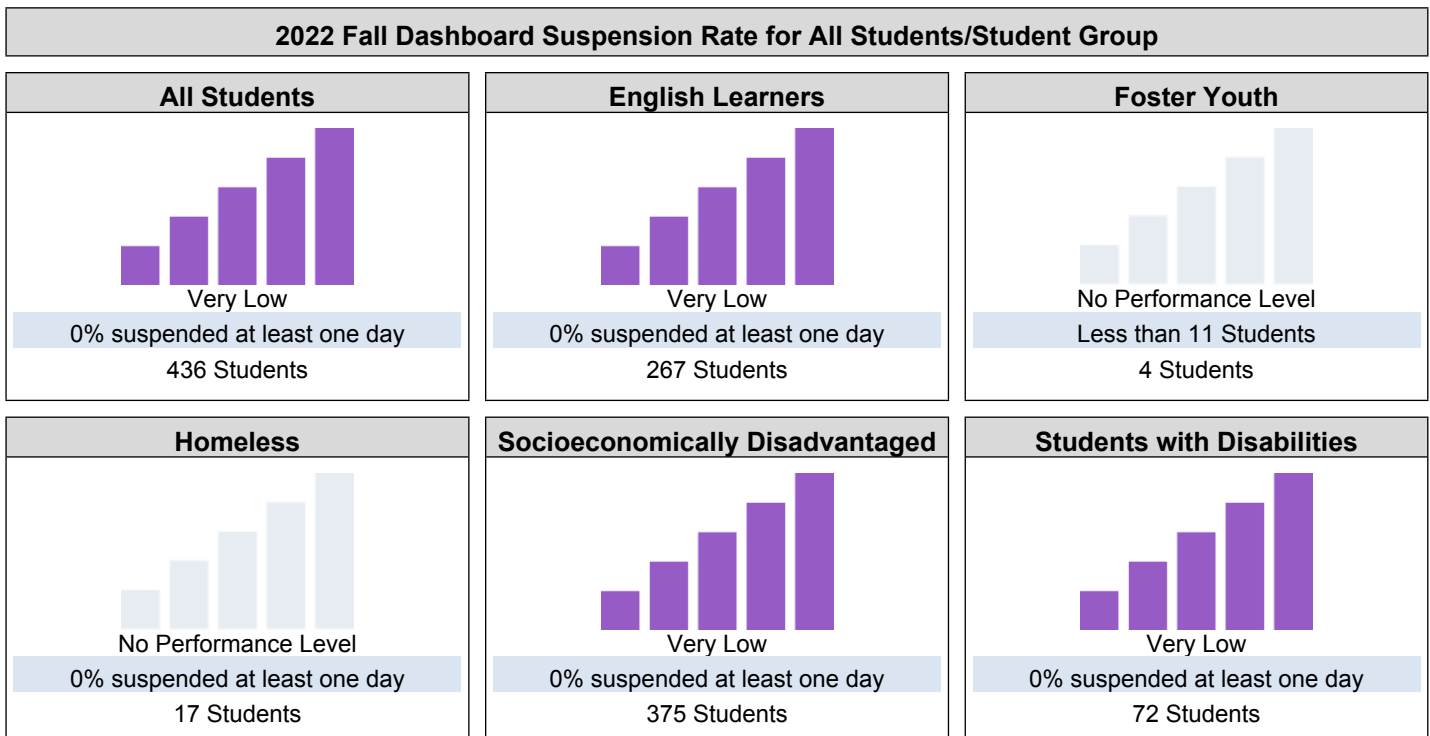 2022 Fall Dashboard Suspension Rate for All Students/Student Group
All Students
Very Low
0% suspended at least one day
436 Students
English Learners
Very Low
0% suspended at least one day
267 Students
Foster Youth
No Performance Level
Less than 11 Students
4 Students
Homeless
No Performance Level
0% suspended at least one day
17 Students
Socioeconomically Disadvantaged
Very Low
0% suspended at least one day
375 Students
Students with Disabilities
Very Low
0% suspended at least one day
72 Students